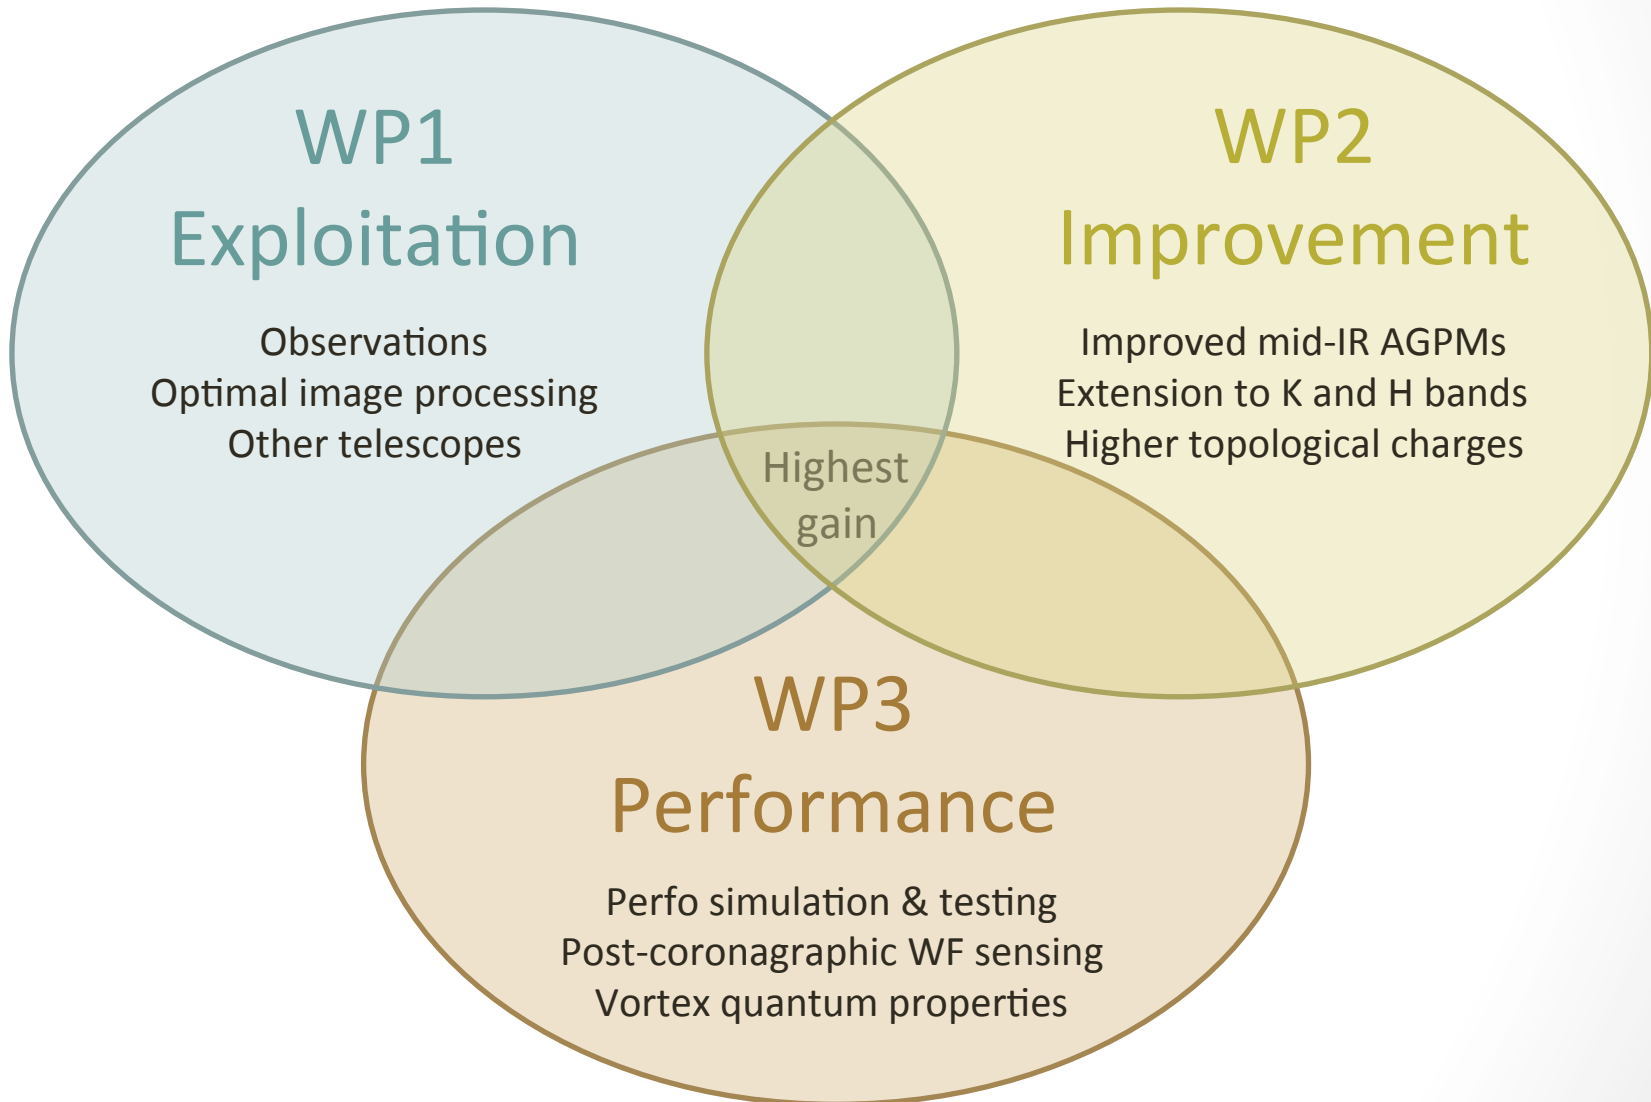 WP1
Exploitation
Observations
Optimal image processing
Other telescopes
WP2
Improvement
Improved mid-IR AGPMs
Extension to K and H bands
Higher topological charges
Highest
gain
WP3
Performance
Perfo simulation & testing
Post-coronagraphic WF sensing
Vortex quantum properties